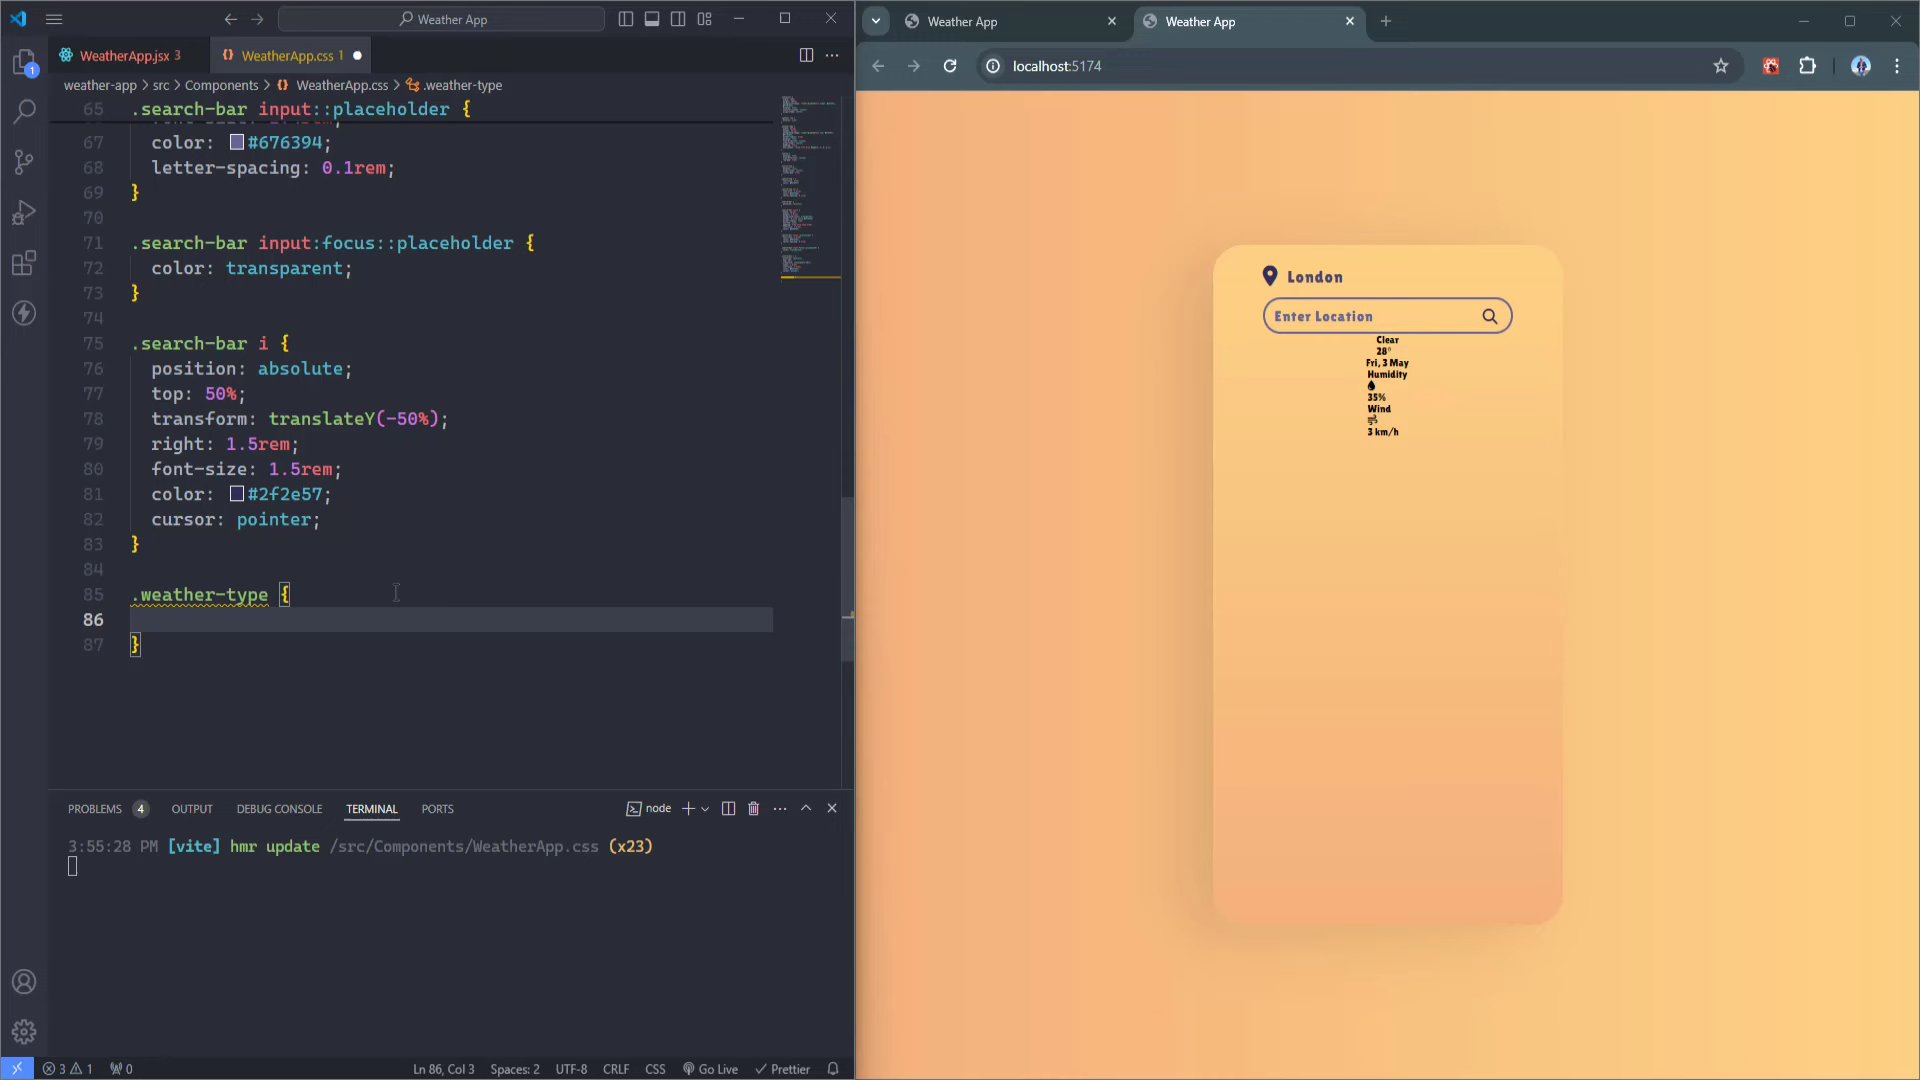 Weather App
WeatherApp.jsx 3
WeatherApp.css 1
weather-app > src > Components > WeatherApp.css > .weather-type
65 .search-bar input::placeholder {
67 color: #676394;
68 letter-spacing: 0.1rem;
69 }
70
71 .search-bar input:focus::placeholder {
72 color: transparent;
73 }
74
75 .search-bar i {
76 position: absolute;
77 top: 50%;
78 transform: translateY(-50%);
79 right: 1.5rem;
80 font-size: 1.5rem;
81 color: #2f2e57;
82 cursor: pointer;
83 }
84
85 .weather-type {
86
87 }
PROBLEMS 4 OUTPUT DEBUG CONSOLE TERMINAL PORTS
node
3:55:28 PM [vite] hmr update /src/Components/WeatherApp.css (x23)
3 1 0
Ln 86, Col 3 Spaces: 2 UTF-8 CRLF CSS Go Live Prettier
1
Weather App
Weather App
localhost:5174
London
Enter Location
Clear
28°
Fri, 3 May
Humidity
35%
Wind
3 km/h